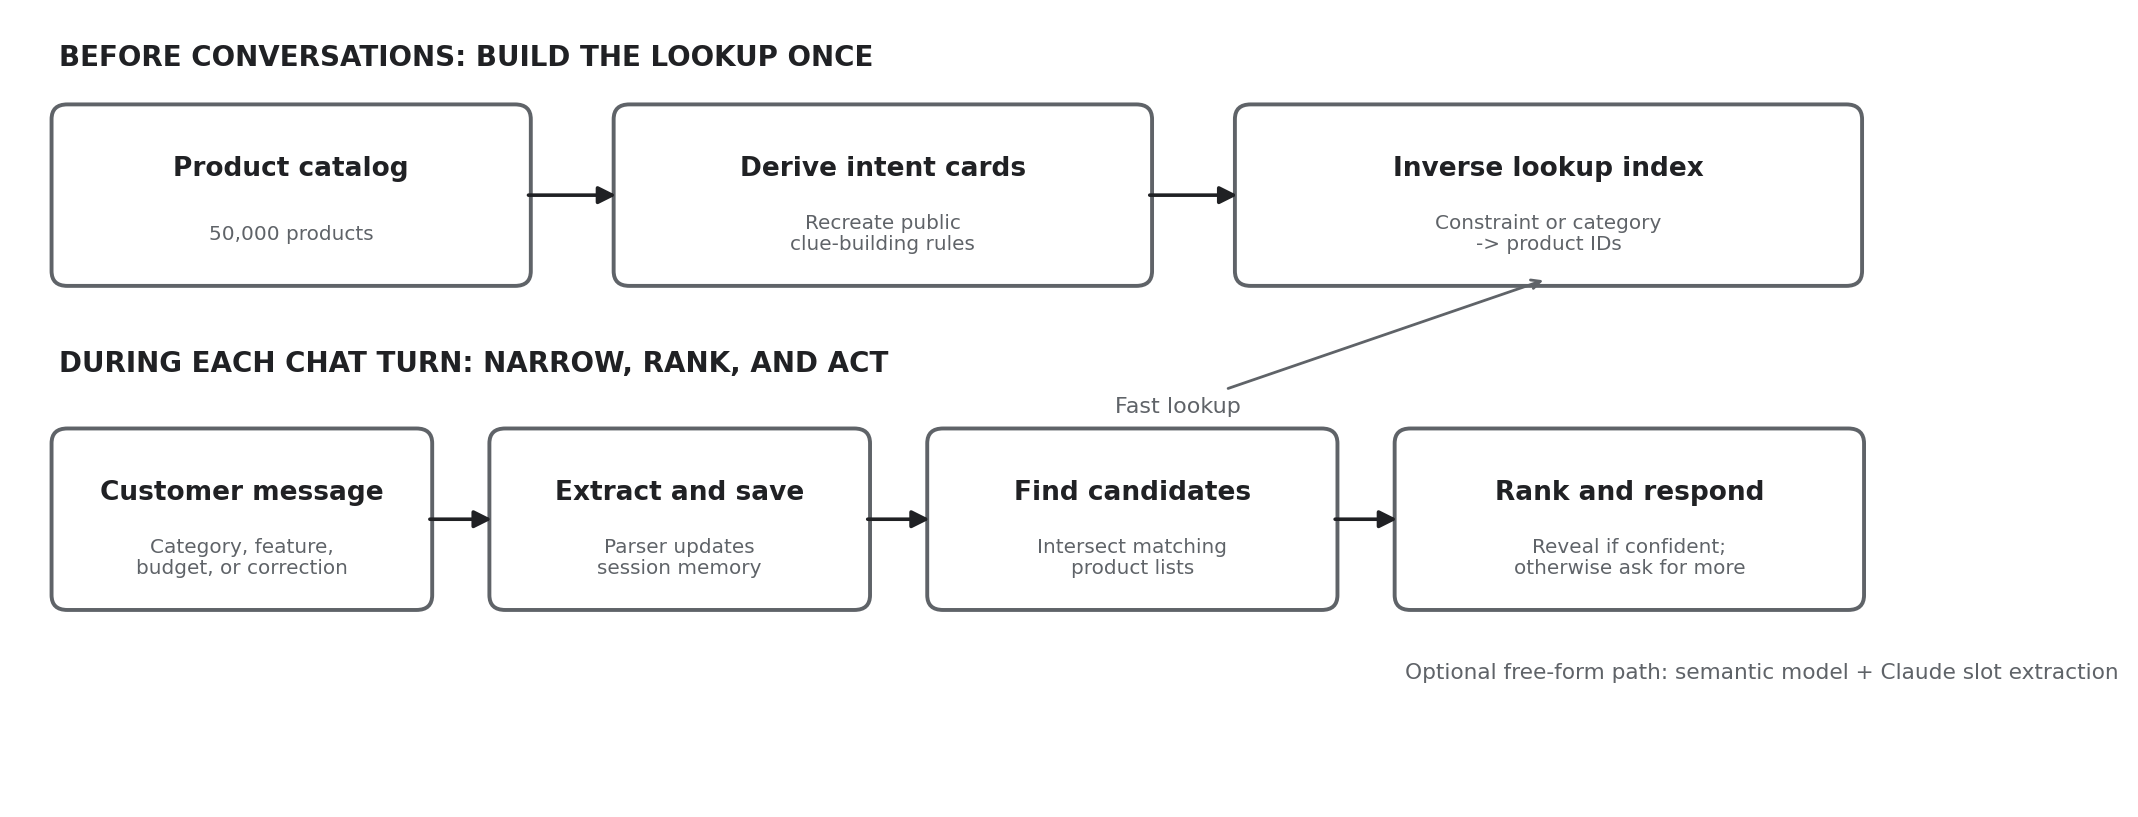 BEFORE CONVERSATIONS: BUILD THE LOOKUP ONCE
Product catalog
50,000 products
Derive intent cards
Recreate public
clue-building rules
Inverse lookup index
Constraint or category
-> product IDs
DURING EACH CHAT TURN: NARROW, RANK, AND ACT
Fast lookup
Customer message
Category, feature,
budget, or correction
Extract and save
Parser updates
session memory
Find candidates
Intersect matching
product lists
Rank and respond
Reveal if confident;
otherwise ask for more
Optional free-form path: semantic model + Claude slot extraction